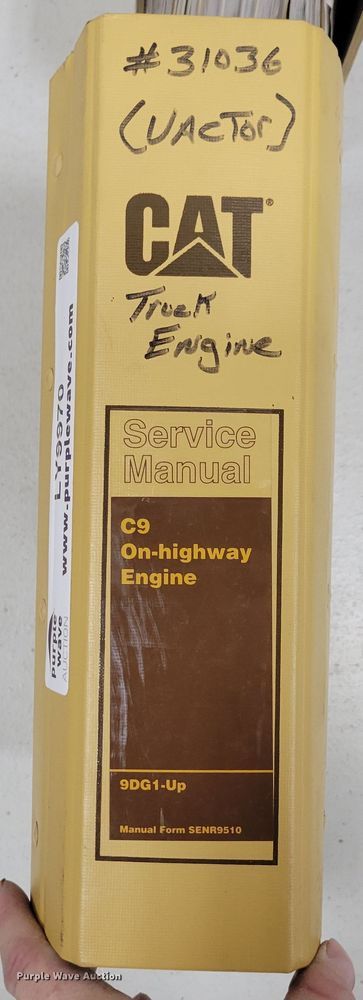 #31036
(VACTOR)
CAT®
Truck
Engine
Service
Manual
C9
On-highway
Engine
9DG1-Up
Manual Form SENR9510
LY9970
www.purplewave.com
purple
wave
AUCTION
Purple Wave Auction